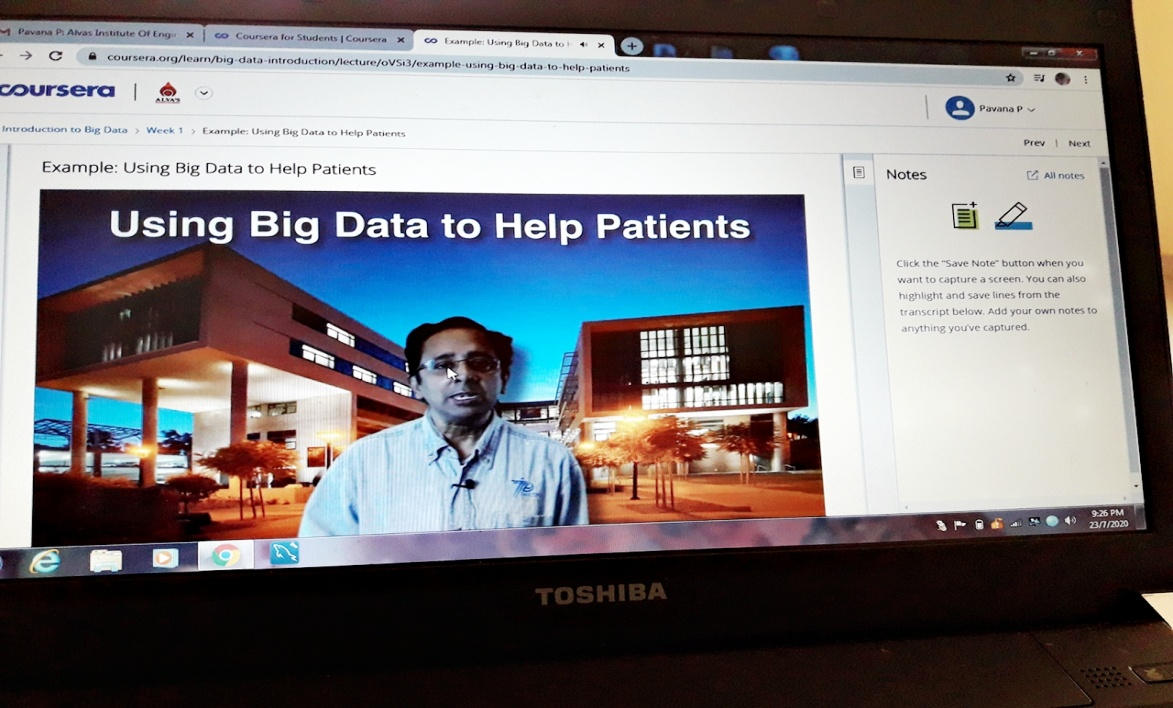 Pavana P: Alvas Institute Of Engi
Coursera for Students | Coursera
Example: Using Big Data to H
coursera.org/learn/big-data-introduction/lecture/oVSi3/example-using-big-data-to-help-patients
coursera
ALVA'S
Pavana P
Introduction to Big Data > Week 1 > Example: Using Big Data to Help Patients
Prev | Next
Example: Using Big Data to Help Patients
Notes
All notes
Using Big Data to Help Patients
Click the "Save Note" button when you
want to capture a screen. You can also
highlight and save lines from the
transcript below. Add your own notes to
anything you've captured.
9:26 PM
23/7/2020
TOSHIBA